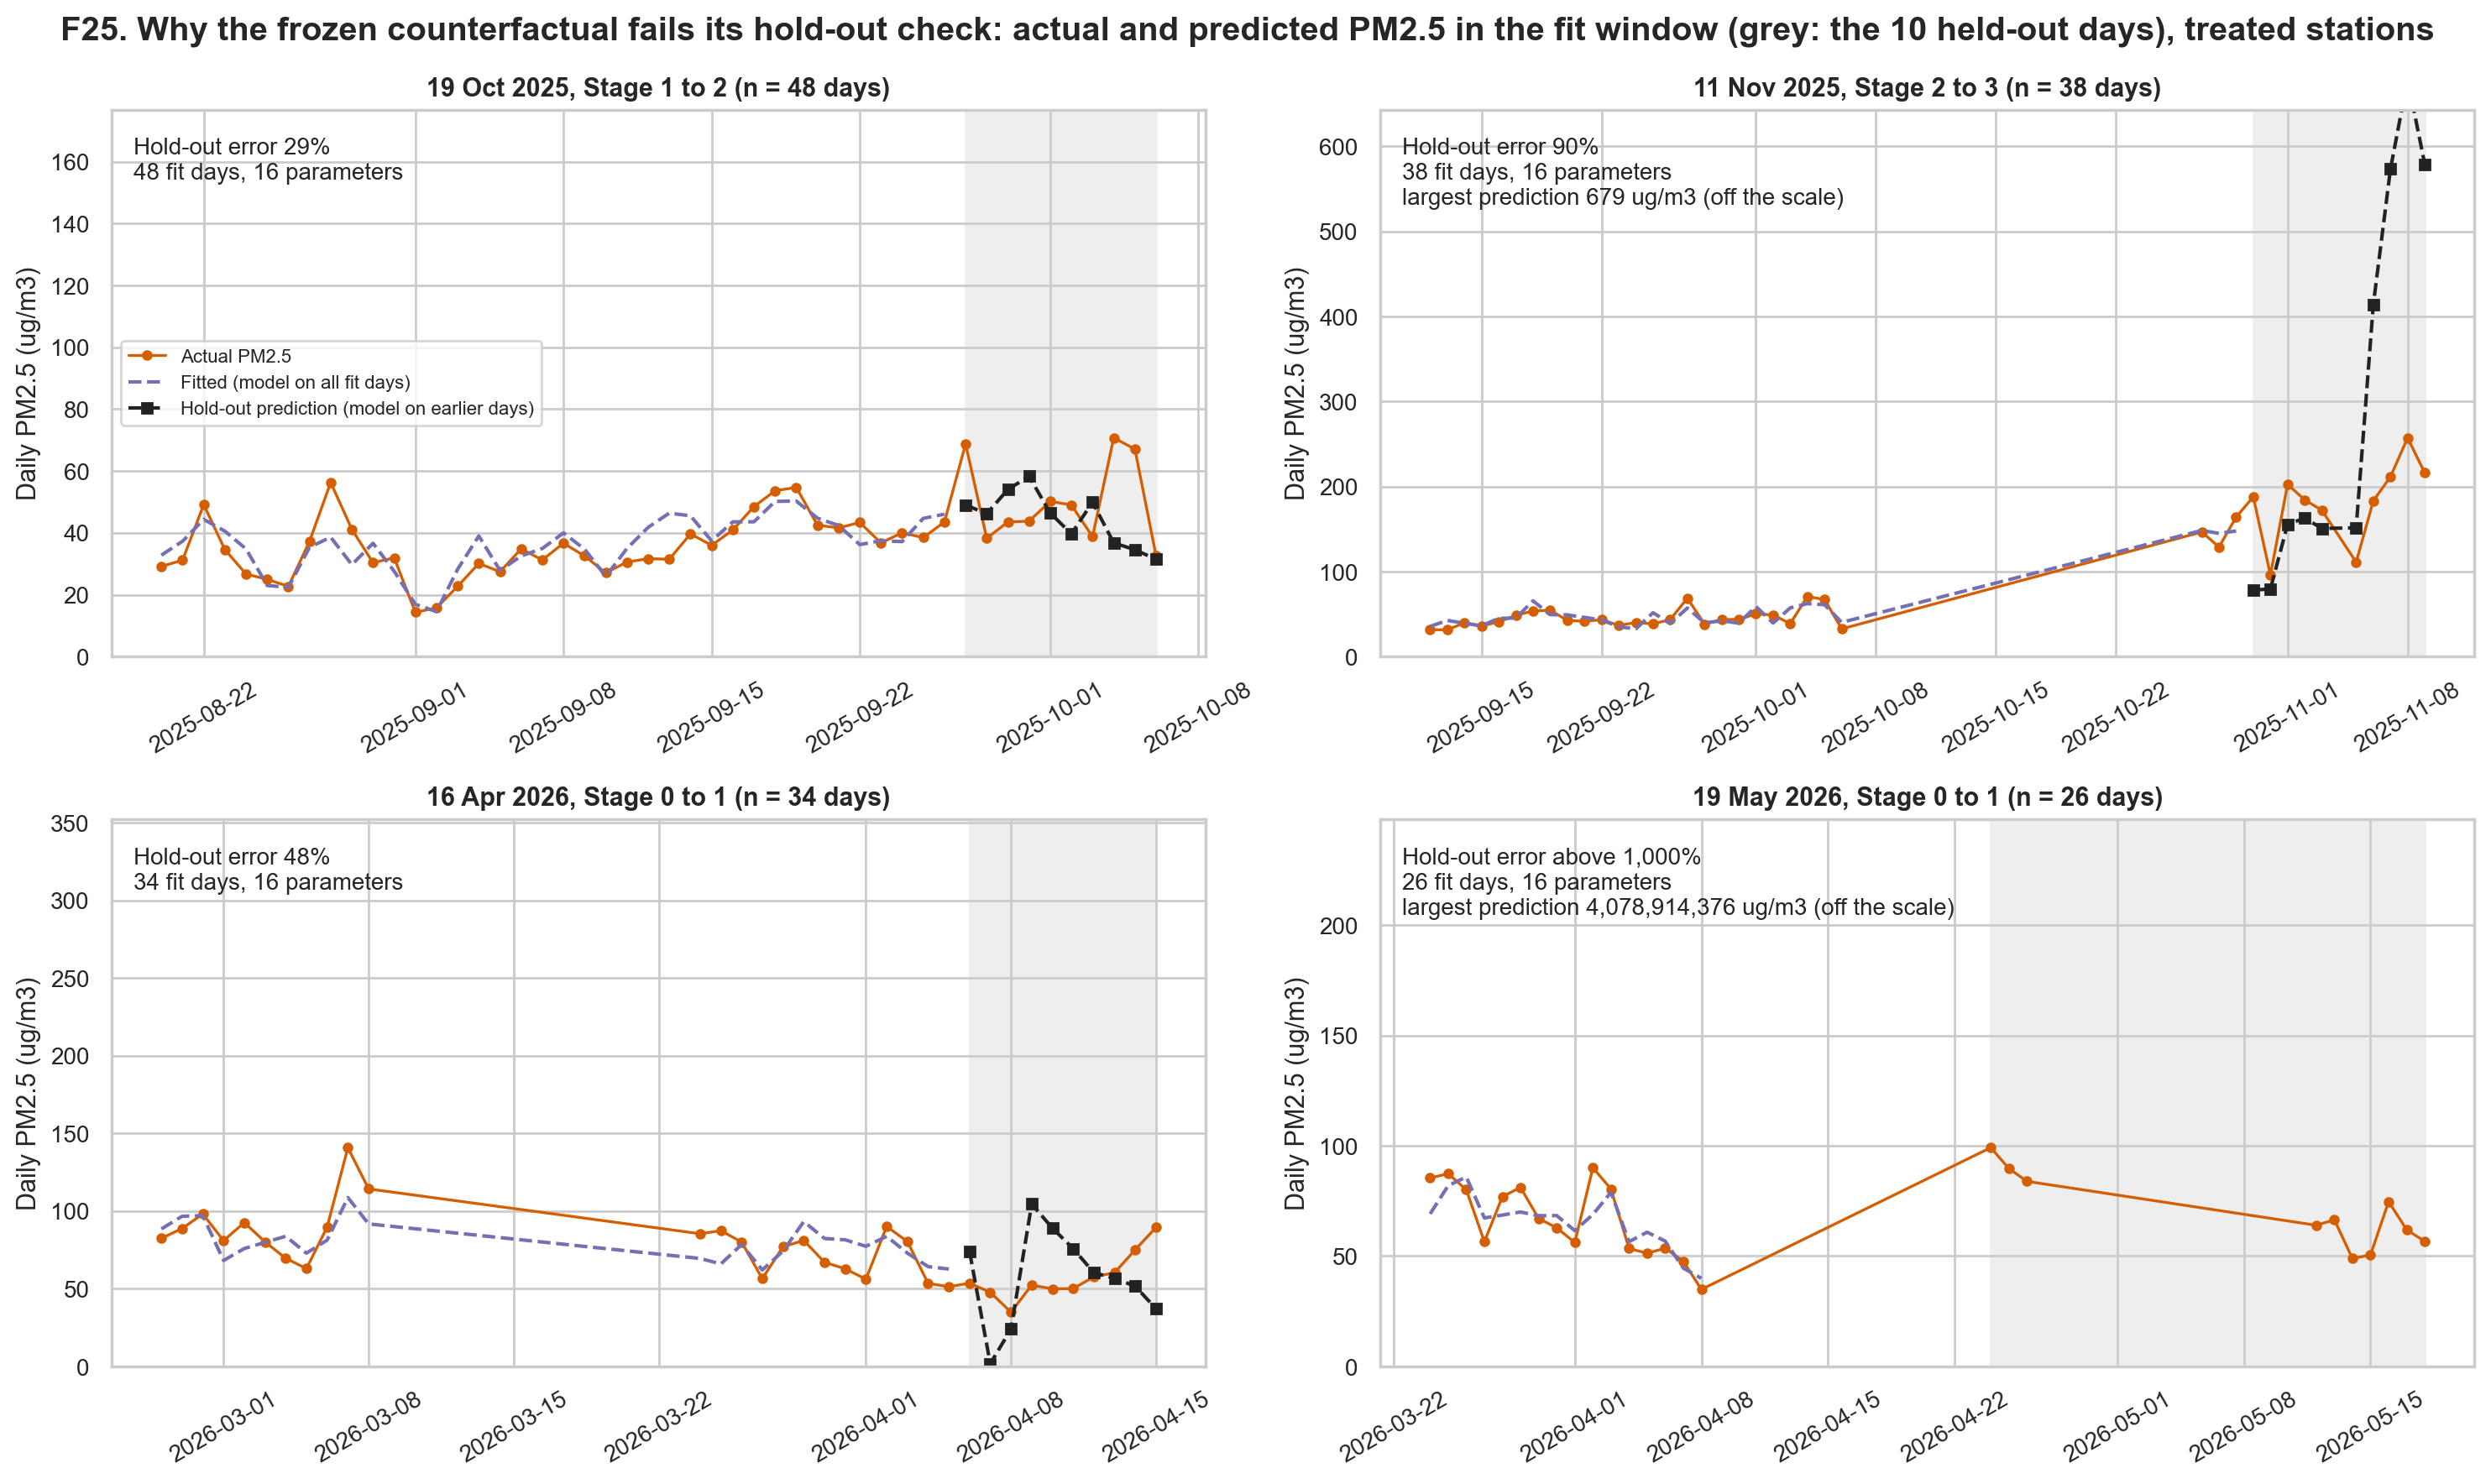 F25. Why the frozen counterfactual fails its hold-out check: actual and predicted PM2.5 in the fit window (grey: the 10 held-out days), treated stations
19 Oct 2025, Stage 1 to 2 (n = 48 days)
Hold-out error 29%
48 fit days, 16 parameters
Daily PM2.5 (ug/m3)
160
140
120
100
80
60
40
20
0
Actual PM2.5
Fitted (model on all fit days)
Hold-out prediction (model on earlier days)
2025-08-22
2025-09-01
2025-09-08
2025-09-15
2025-09-22
2025-10-01
2025-10-08
11 Nov 2025, Stage 2 to 3 (n = 38 days)
Hold-out error 90%
38 fit days, 16 parameters
largest prediction 679 ug/m3 (off the scale)
Daily PM2.5 (ug/m3)
600
500
400
300
200
100
0
2025-09-15
2025-09-22
2025-10-01
2025-10-08
2025-10-15
2025-10-22
2025-11-01
2025-11-08
16 Apr 2026, Stage 0 to 1 (n = 34 days)
Hold-out error 48%
34 fit days, 16 parameters
Daily PM2.5 (ug/m3)
350
300
250
200
150
100
50
0
2026-03-01
2026-03-08
2026-03-15
2026-03-22
2026-04-01
2026-04-08
2026-04-15
19 May 2026, Stage 0 to 1 (n = 26 days)
Hold-out error above 1,000%
26 fit days, 16 parameters
largest prediction 4,078,914,376 ug/m3 (off the scale)
Daily PM2.5 (ug/m3)
200
150
100
50
0
2026-03-22
2026-04-01
2026-04-08
2026-04-15
2026-04-22
2026-05-01
2026-05-08
2026-05-15